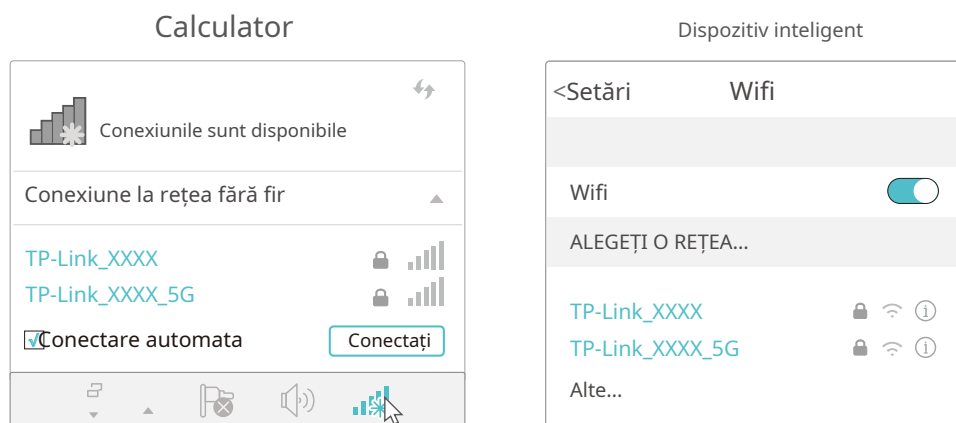 Calculator
Conexiunile sunt disponibile
Conexiune la rețea fără fir
TP-Link_XXXX
TP-Link_XXXX_5G
Conectare automata
Conectați
Dispozitiv inteligent
<Setări
Wifi
Wifi
ALEGEȚI O REȚEA...
TP-Link_XXXX
TP-Link_XXXX_5G
Alte...